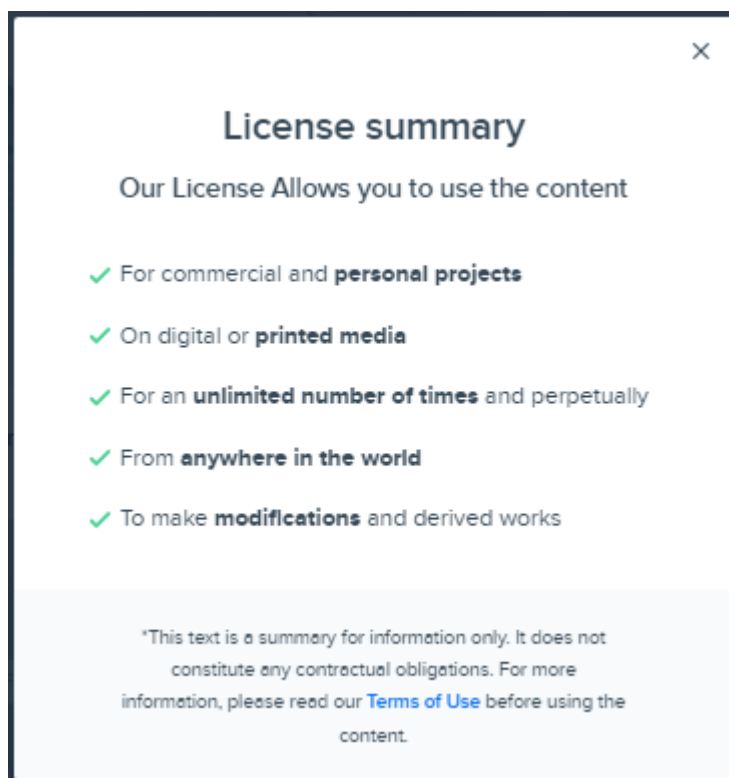 License summary
Our License Allows you to use the content
For commercial and personal projects
On digital or printed media
For an unlimited number of times and perpetually
From anywhere in the world
To make modifications and derived works
*This text is a summary for information only. It does not
constitute any contractual obligations. For more
information, please read our Terms of Use before using the
content.